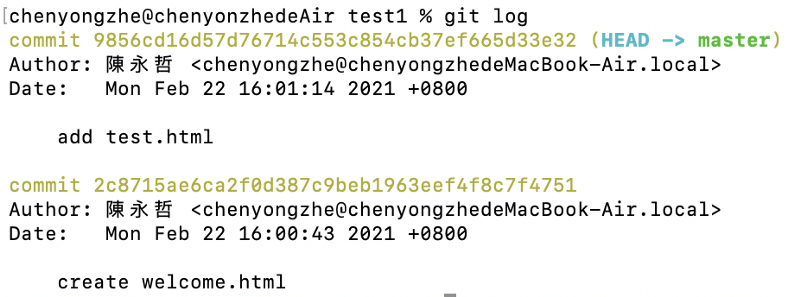 [chenyongzhe@chenyonzhedeAir test1 % git log
commit 9856cd16d57d76714c553c854cb37ef665d33e32 (HEAD -> master)
Author: 陳永哲 <chenyongzhe@chenyongzhedeMacBook-Air.local>
Date:   Mon Feb 22 16:01:14 2021 +0800
    add test.html
commit 2c8715ae6ca2f0d387c9beb1963eef4f8c7f4751
Author: 陳永哲 <chenyongzhe@chenyongzhedeMacBook-Air.local>
Date:   Mon Feb 22 16:00:43 2021 +0800
    create welcome.html